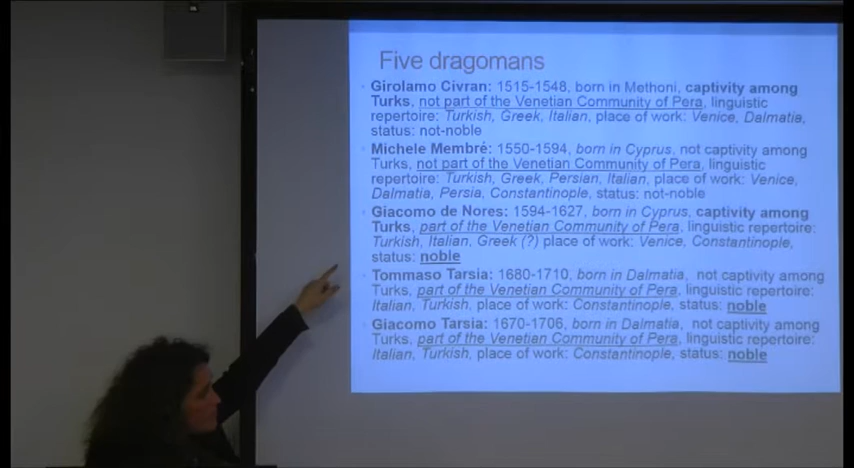 Five dragomans
Girolamo Civran: 1515-1548, born in Methoni, captivity among
Turks, not part of the Venetian Community of Pera, linguistic
repertoire: Turkish, Greek, Italian, place of work: Venice, Dalmatia,
status: not-noble
Michele Membré: 1550-1594, born in Cyprus, not captivity among
Turks, not part of the Venetian Community of Pera, linguistic
repertoire: Turkish, Greek, Persian, Italian, place of work: Venice,
Dalmatia, Persia, Constantinople, status: not-noble
Giacomo de Nores: 1594-1627, born in Cyprus, captivity among
Turks, part of the Venetian Community of Pera, linguistic repertoire:
Turkish, Italian, Greek (?) place of work: Venice, Constantinople,
status: noble
Tommaso Tarsia: 1680-1710, born in Dalmatia, not captivity among
Turks, part of the Venetian Community of Pera, linguistic repertoire:
Italian, Turkish, place of work: Constantinople, status: noble
Giacomo Tarsia: 1670-1706, born in Dalmatia, not captivity among
Turks, part of the Venetian Community of Pera, linguistic repertoire:
Italian, Turkish, place of work: Constantinople, status: noble